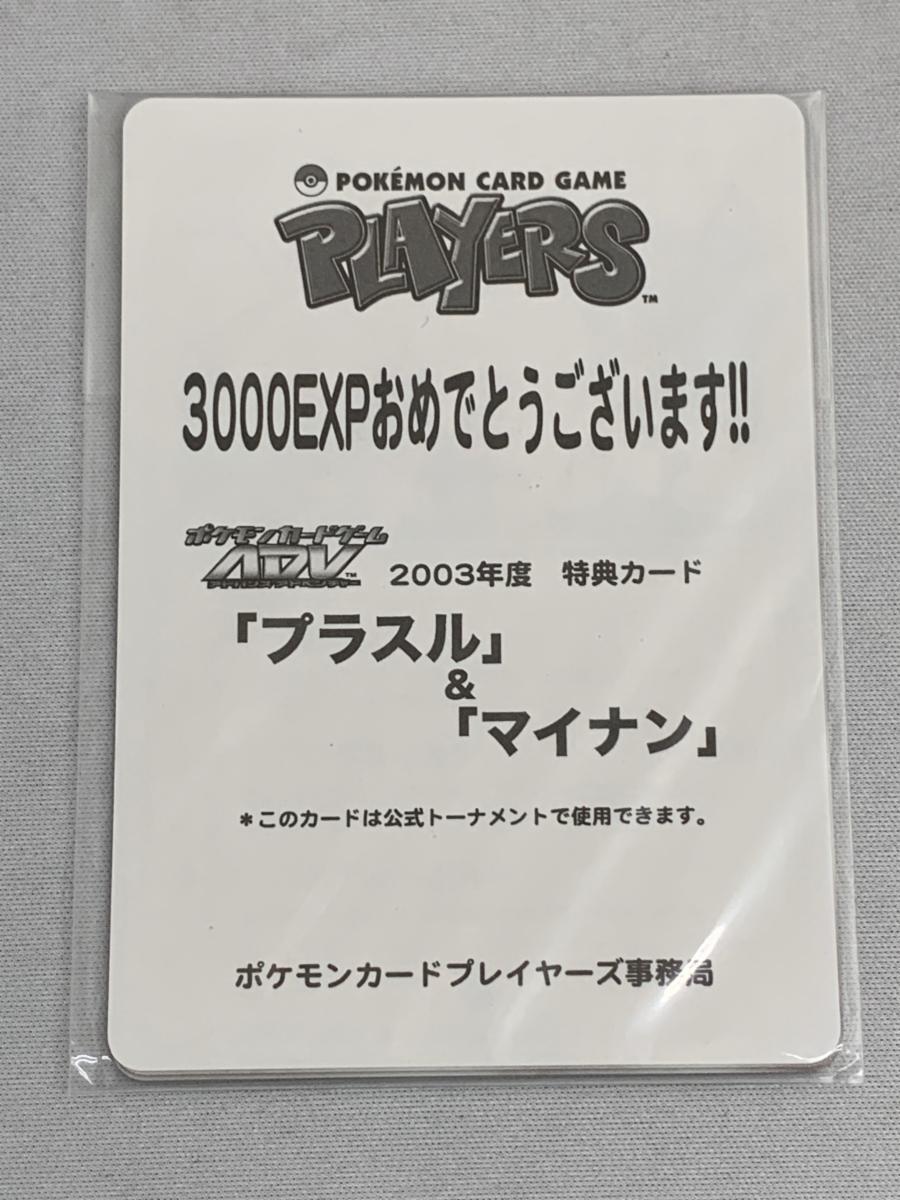 POKÉMON CARD GAME
PLAYERS™
3000EXPおめでとうございます!!
ポケモンカードゲーム
ADV™
2003年度 特典カード
「プラスル」
&
「マイナン」
*このカードは公式トーナメントで使用できます。
ポケモンカードプレイヤーズ事務局